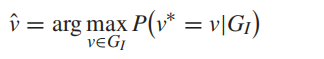 v̂ = arg max P(v* = v|G_I)
v∈G_I